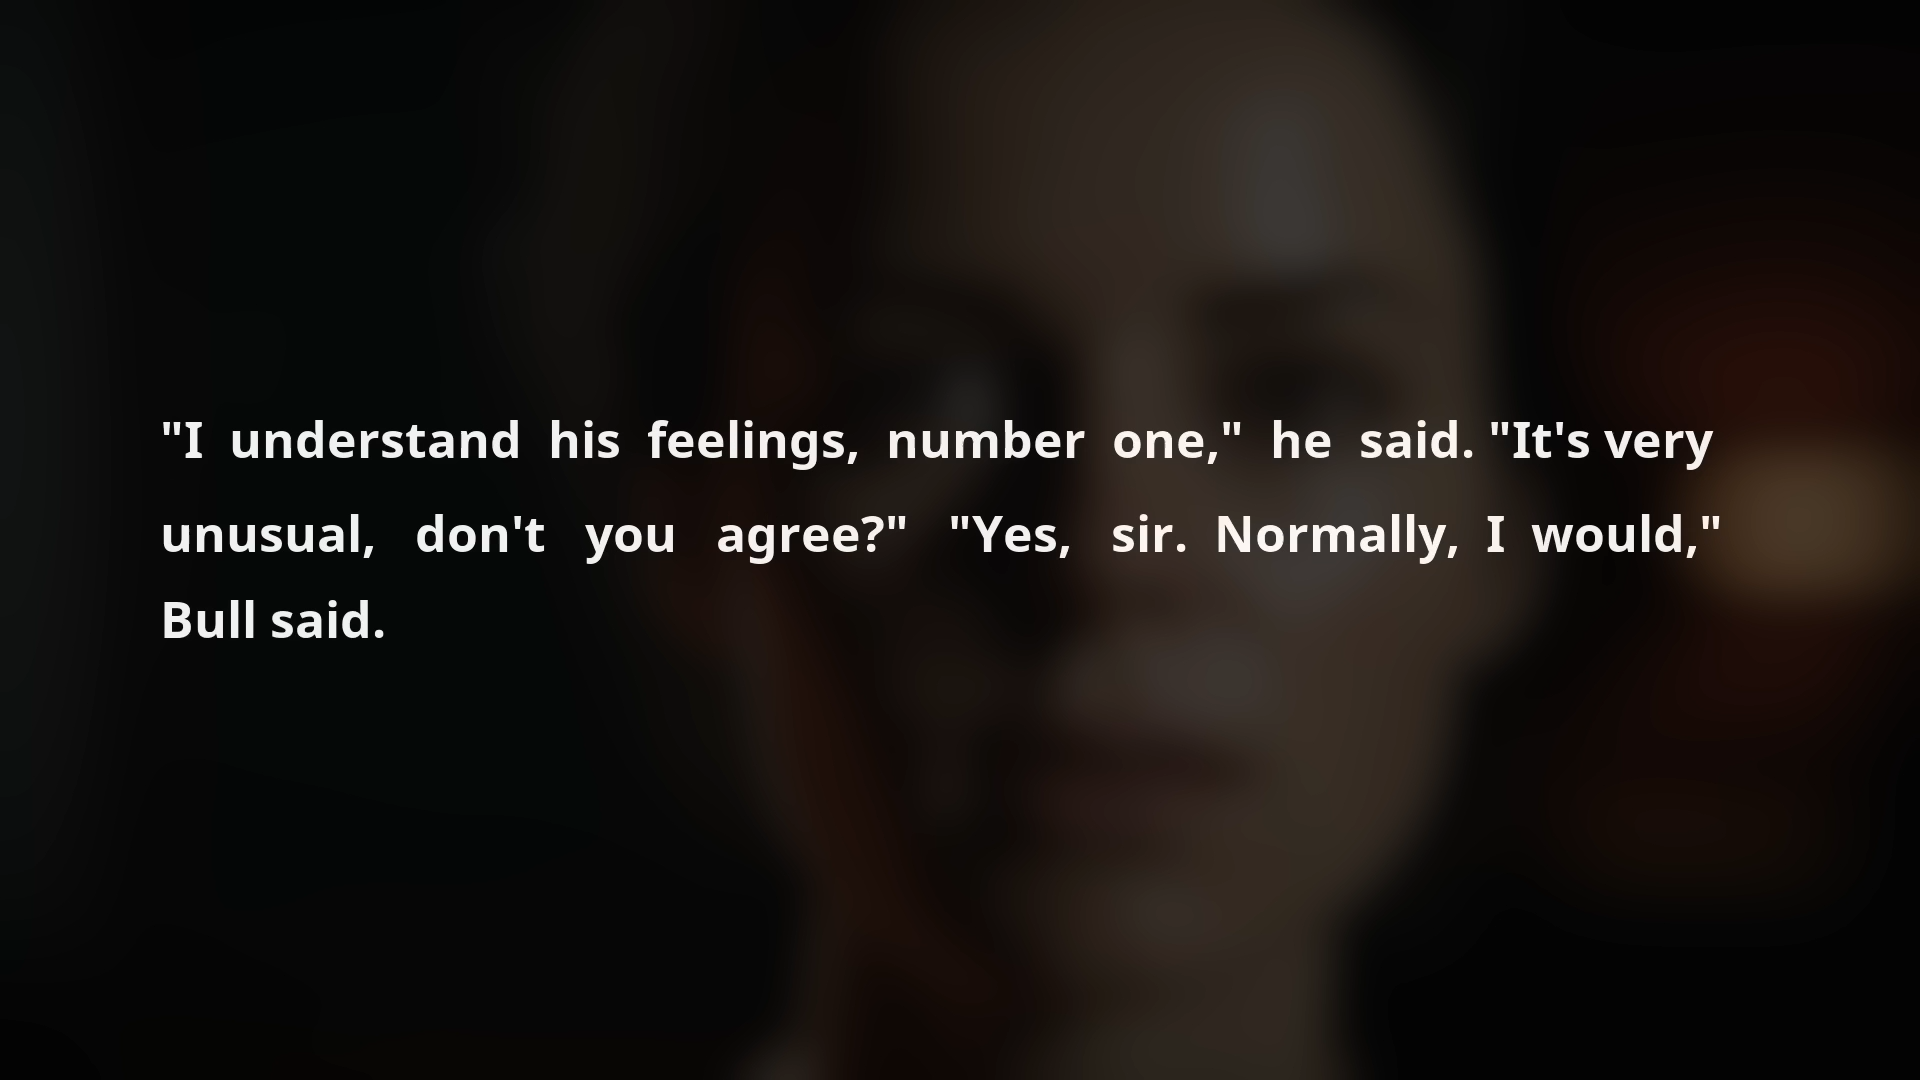 "I understand his feelings, number one," he said. "It's very
unusual, don't you agree?" "Yes, sir. Normally, I would,"
Bull said.